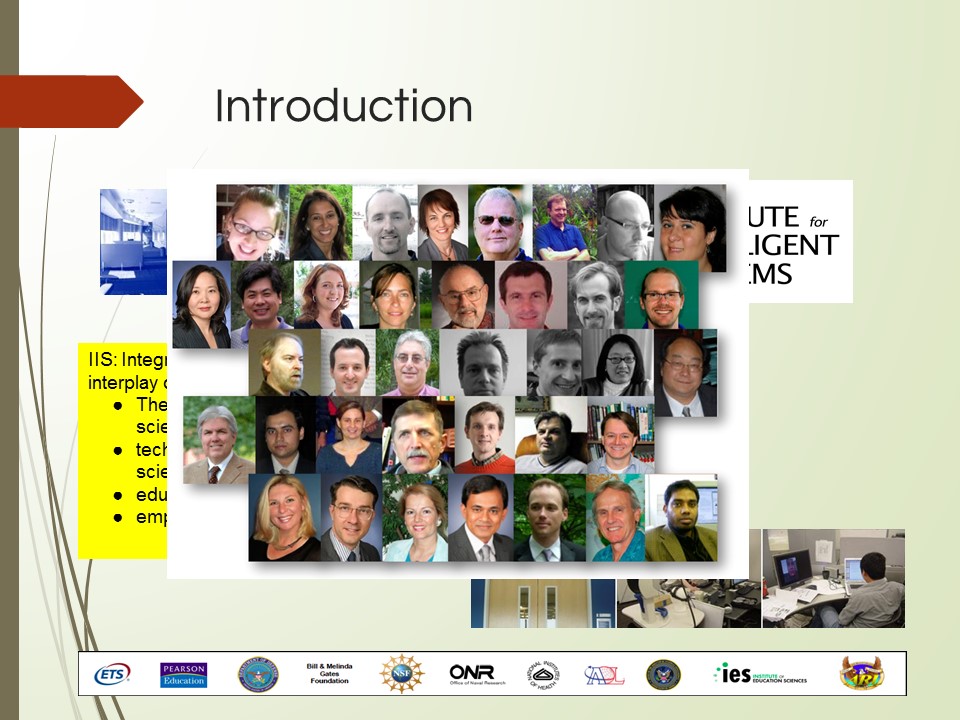 Introduction
UTE for
LIGENT
EMS
IIS: Integr
interplay
● The
scie
● tech
scie
● edu
● emp
ETS
PEARSON
Education
Bill & Melinda
Gates
Foundation
NSF
ONR
Office of Naval Research
NATIONAL INSTITUTES
OF HEALTH
ADL
ies INSTITUTE OF
EDUCATION SCIENCES